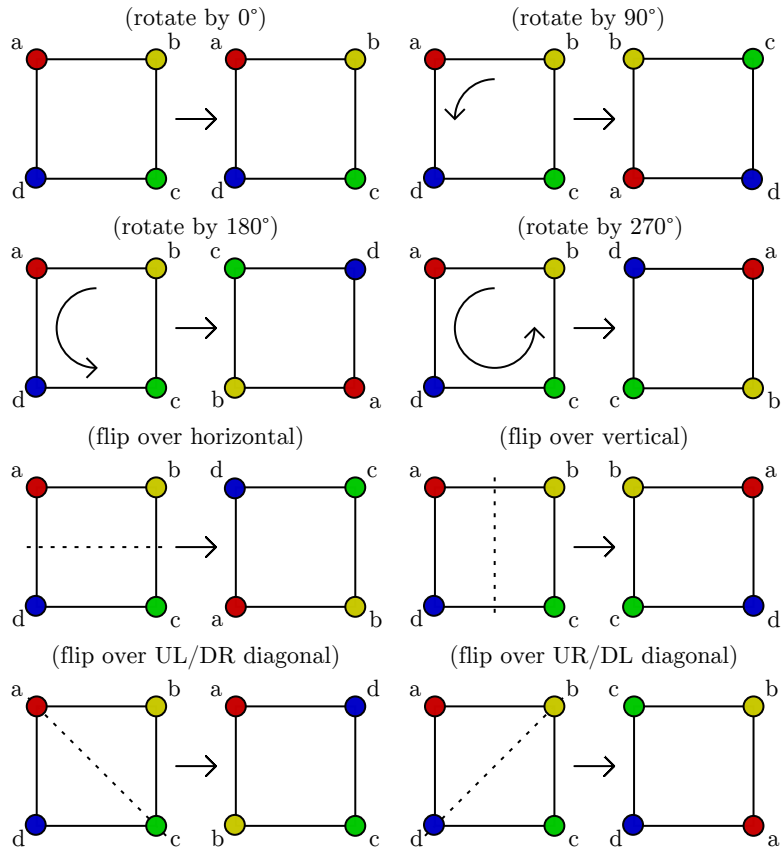 (rotate by 0°)
a b a b
d c d c
(rotate by 90°)
a b b c
d c a d
(rotate by 180°)
a b c d
d c b a
(rotate by 270°)
a b d a
d c c b
(flip over horizontal)
a b d c
d c a b
(flip over vertical)
a b b a
d c c d
(flip over UL/DR diagonal)
a b a d
d c b c
(flip over UR/DL diagonal)
a b c b
d c d a